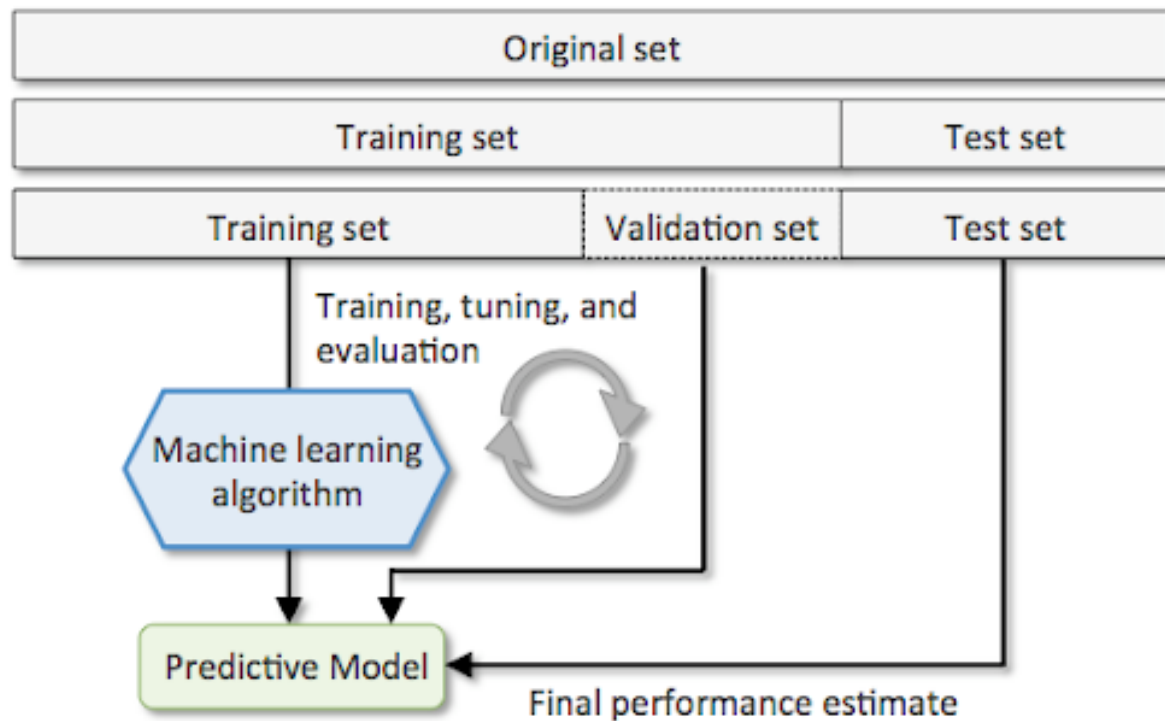 Original set
Training set
Test set
Training set
Validation set
Test set
Training, tuning, and
evaluation
Machine learning
algorithm
Predictive Model
Final performance estimate